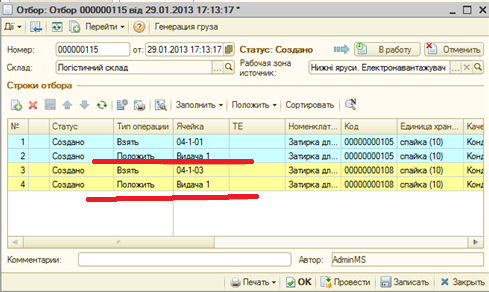 Отбор: Отбор 000000115 від 29.01.2013 17:13:17 *
Дії Перейти ? Генерация груза
Номер: 000000115 от: 29.01.2013 17:13:17 Статус: Создано В работу Отменить
Склад: Логістичний склад ... Рабочая зона источник: Нижні яруси. Електронавантажувач ...
Строки отбора
Заполнить Положить Сортировать
№ Статус Тип операции Ячейка ТЕ Номенклат... Код Единица хран... Каче
1 Создано Взять 04-1-01 Затирка дл... 00000000105 спайка (10) Конд
2 Создано Положить Видача 1 Затирка дл... 00000000105 спайка (10) Конд
3 Создано Взять 04-1-03 Затирка дл... 00000000108 спайка (10) Конд
4 Создано Положить Видача 1 Затирка дл... 00000000108 спайка (10) Конд
Комментарии: Автор: AdminMS
Печать ОК Провести Записать Закрыть